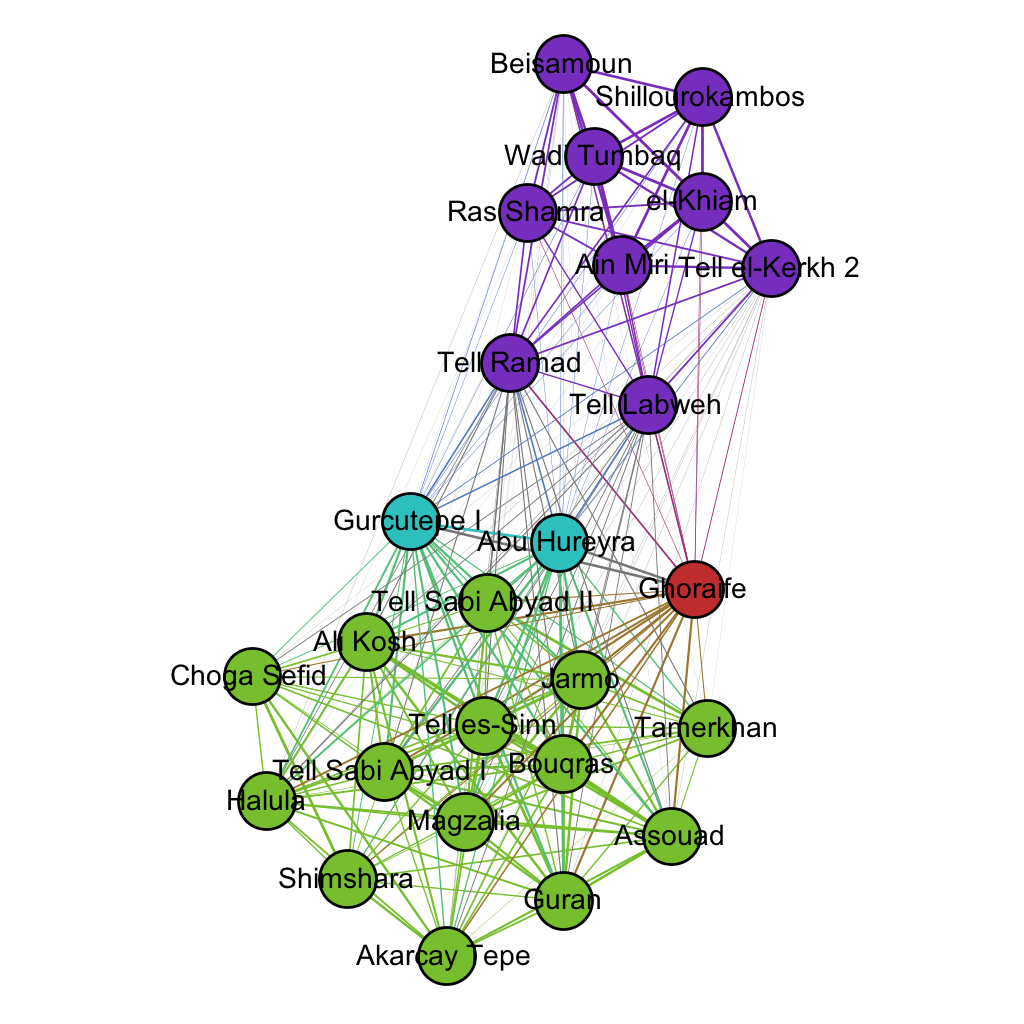 Beisamoun
Shillourokambos
Wadi Tumbaq
el-Khiam
Ras Shamra
Ain Miri
Tell el-Kerkh 2
Tell Ramad
Tell Labweh
Gurcutepe I
Abu Hureyra
Ghoraife
Tell Sabi Abyad II
Ali Kosh
Choga Sefid
Jarmo
Tell es-Sinn
Tamerkhan
Bouqras
Tell Sabi Abyad I
Halula
Magzalia
Assouad
Shimshara
Guran
Akarcay Tepe